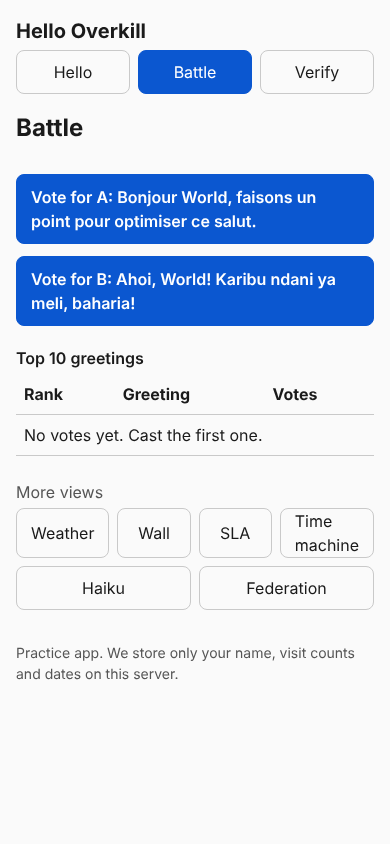 Hello Overkill
Hello
Battle
Verify
Battle
Vote for A: Bonjour World, faisons un
point pour optimiser ce salut.
Vote for B: Ahoi, World! Karibu ndani ya
meli, baharia!
Top 10 greetings
Rank Greeting Votes
No votes yet. Cast the first one.
More views
Weather
Wall
SLA
Time
machine
Haiku
Federation
Practice app. We store only your name, visit counts
and dates on this server.